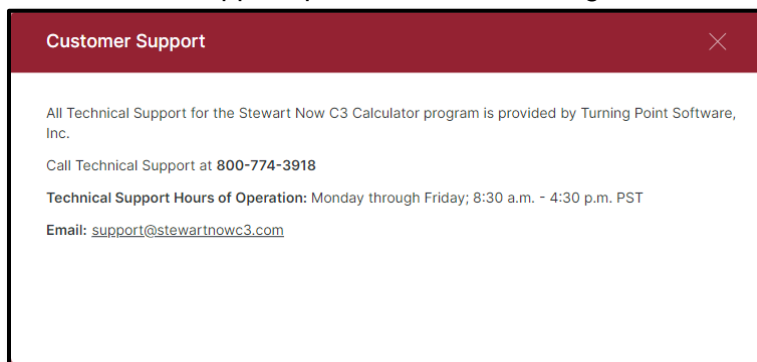 Customer Support
All Technical Support for the Stewart Now C3 Calculator program is provided by Turning Point Software,
Inc.
Call Technical Support at 800-774-3918
Technical Support Hours of Operation: Monday through Friday; 8:30 a.m. - 4:30 p.m. PST
Email: support@stewartnowc3.com